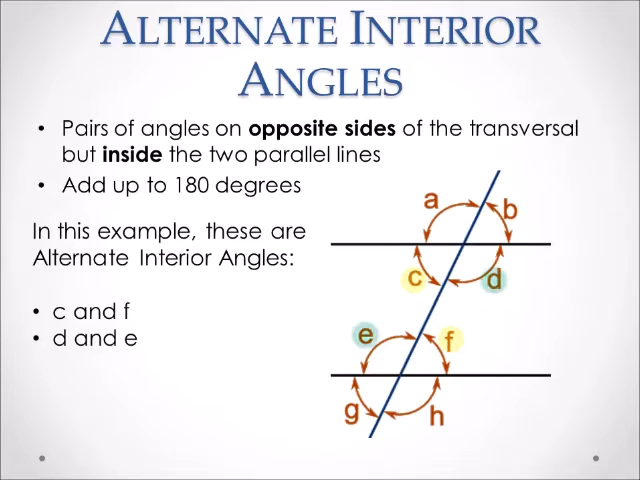 ALTERNATE INTERIOR
ANGLES
• Pairs of angles on opposite sides of the transversal
but inside the two parallel lines
• Add up to 180 degrees
In this example, these are
Alternate Interior Angles:
• c and f
• d and e
a
b
c
d
e
f
g
h